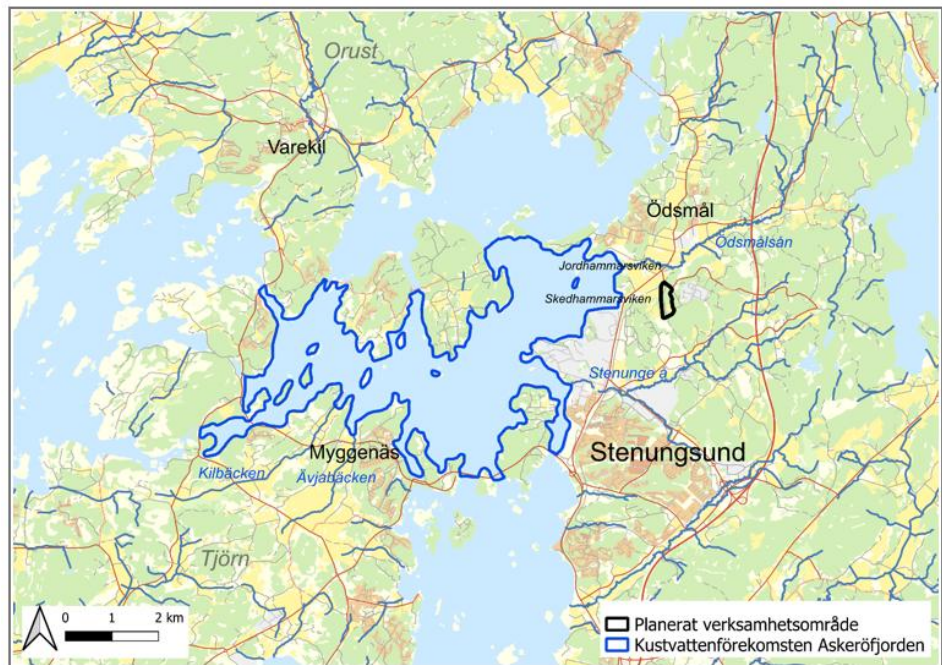 Orust
Varekil
Ödsmål
Ödsmålsån
Jordhammarsviken
Skedhammarsviken
Stenunge å
Stenungsund
Myggenäs
Kilbäcken
Ävjabäcken
Tjörn
0 1 2 km
Planerat verksamhetsområde
Kustvattenförekomsten Askeröfjorden